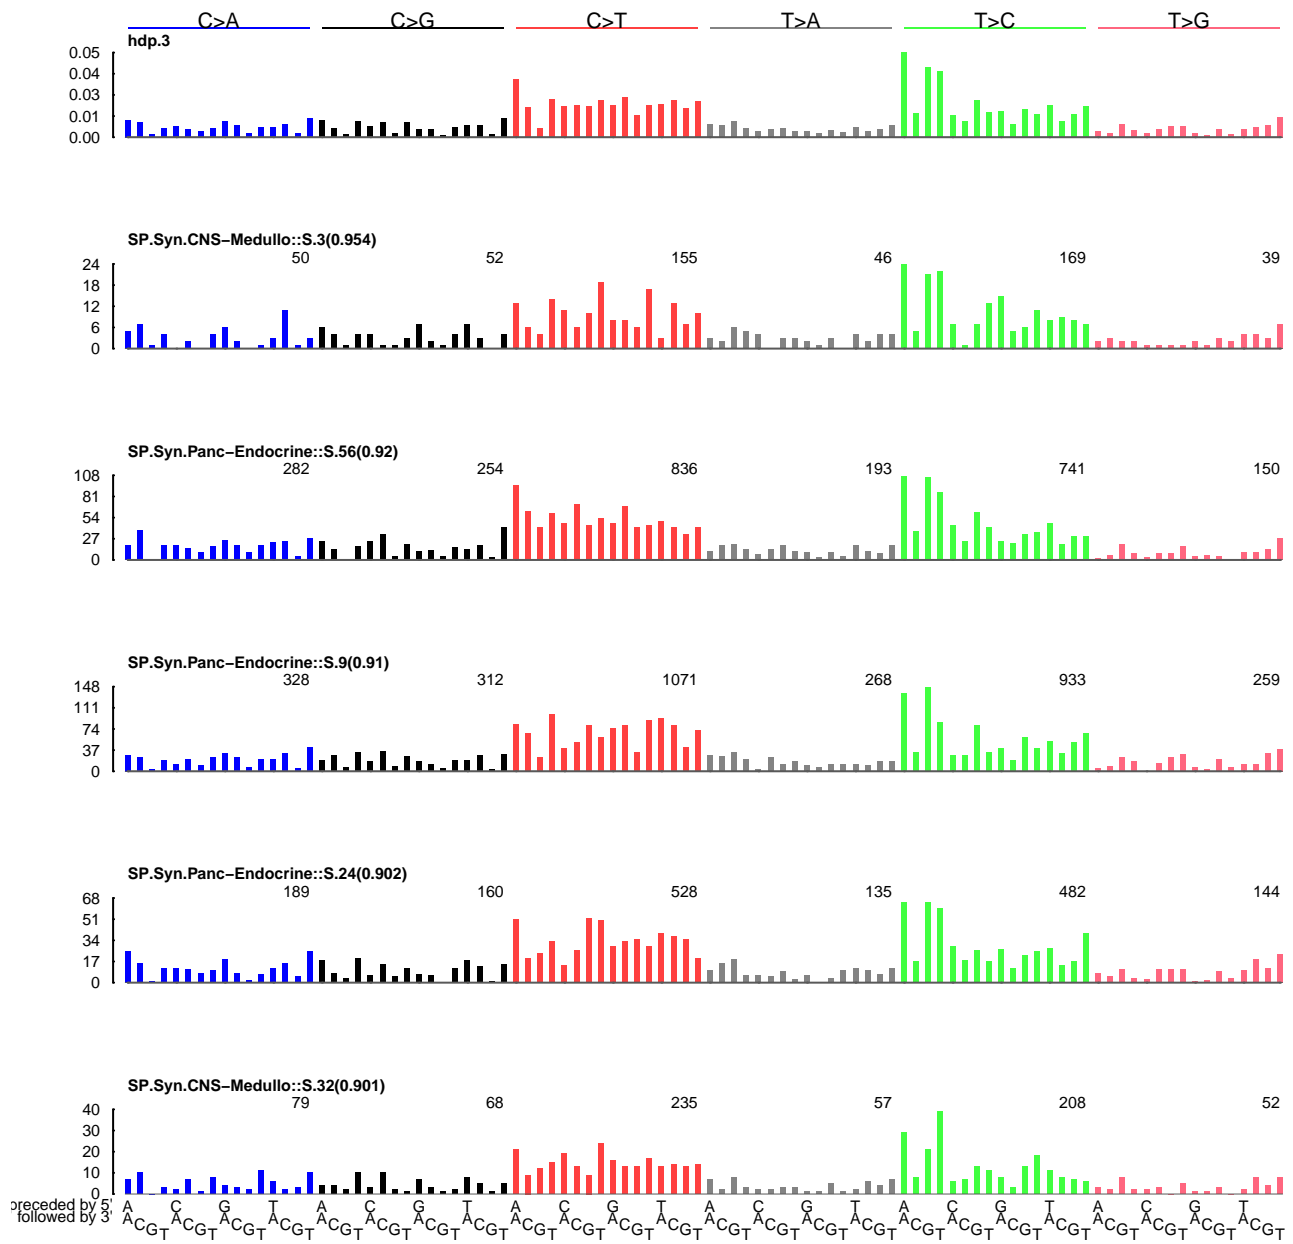 C>A C>G C>T T>A T>C T>G
hdp.3
0.05
0.04
0.03
0.01
0.00
SP.Syn.CNS−Medullo::S.3(0.954)
50 52 155 46 169 39
24
18
12
6
0
SP.Syn.Panc−Endocrine::S.56(0.92)
282 254 836 193 741 150
108
81
54
27
0
SP.Syn.Panc−Endocrine::S.9(0.91)
328 312 1071 268 933 259
148
111
74
37
0
SP.Syn.Panc−Endocrine::S.24(0.902)
189 160 528 135 482 144
68
51
34
17
0
SP.Syn.CNS−Medullo::S.32(0.901)
79 68 235 57 208 52
40
30
20
10
0
preceded by 5' A C G T A C G T A C G T A C G T A C G T A C G T
followed by 3' A C G T A C G T A C G T A C G T A C G T A C G T A C G T A C G T A C G T A C G T A C G T A C G T A C G T A C G T A C G T A C G T A C G T A C G T A C G T A C G T A C G T A C G T A C G T A C G T